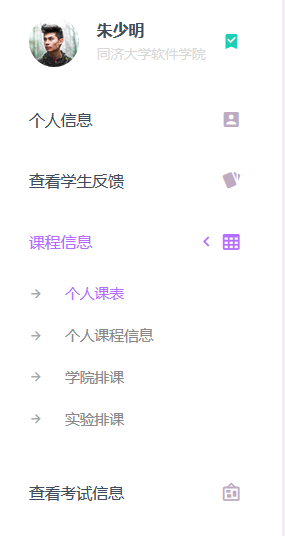 朱少明
同济大学软件学院
个人信息
查看学生反馈
课程信息
个人课表
个人课程信息
学院排课
实验排课
查看考试信息